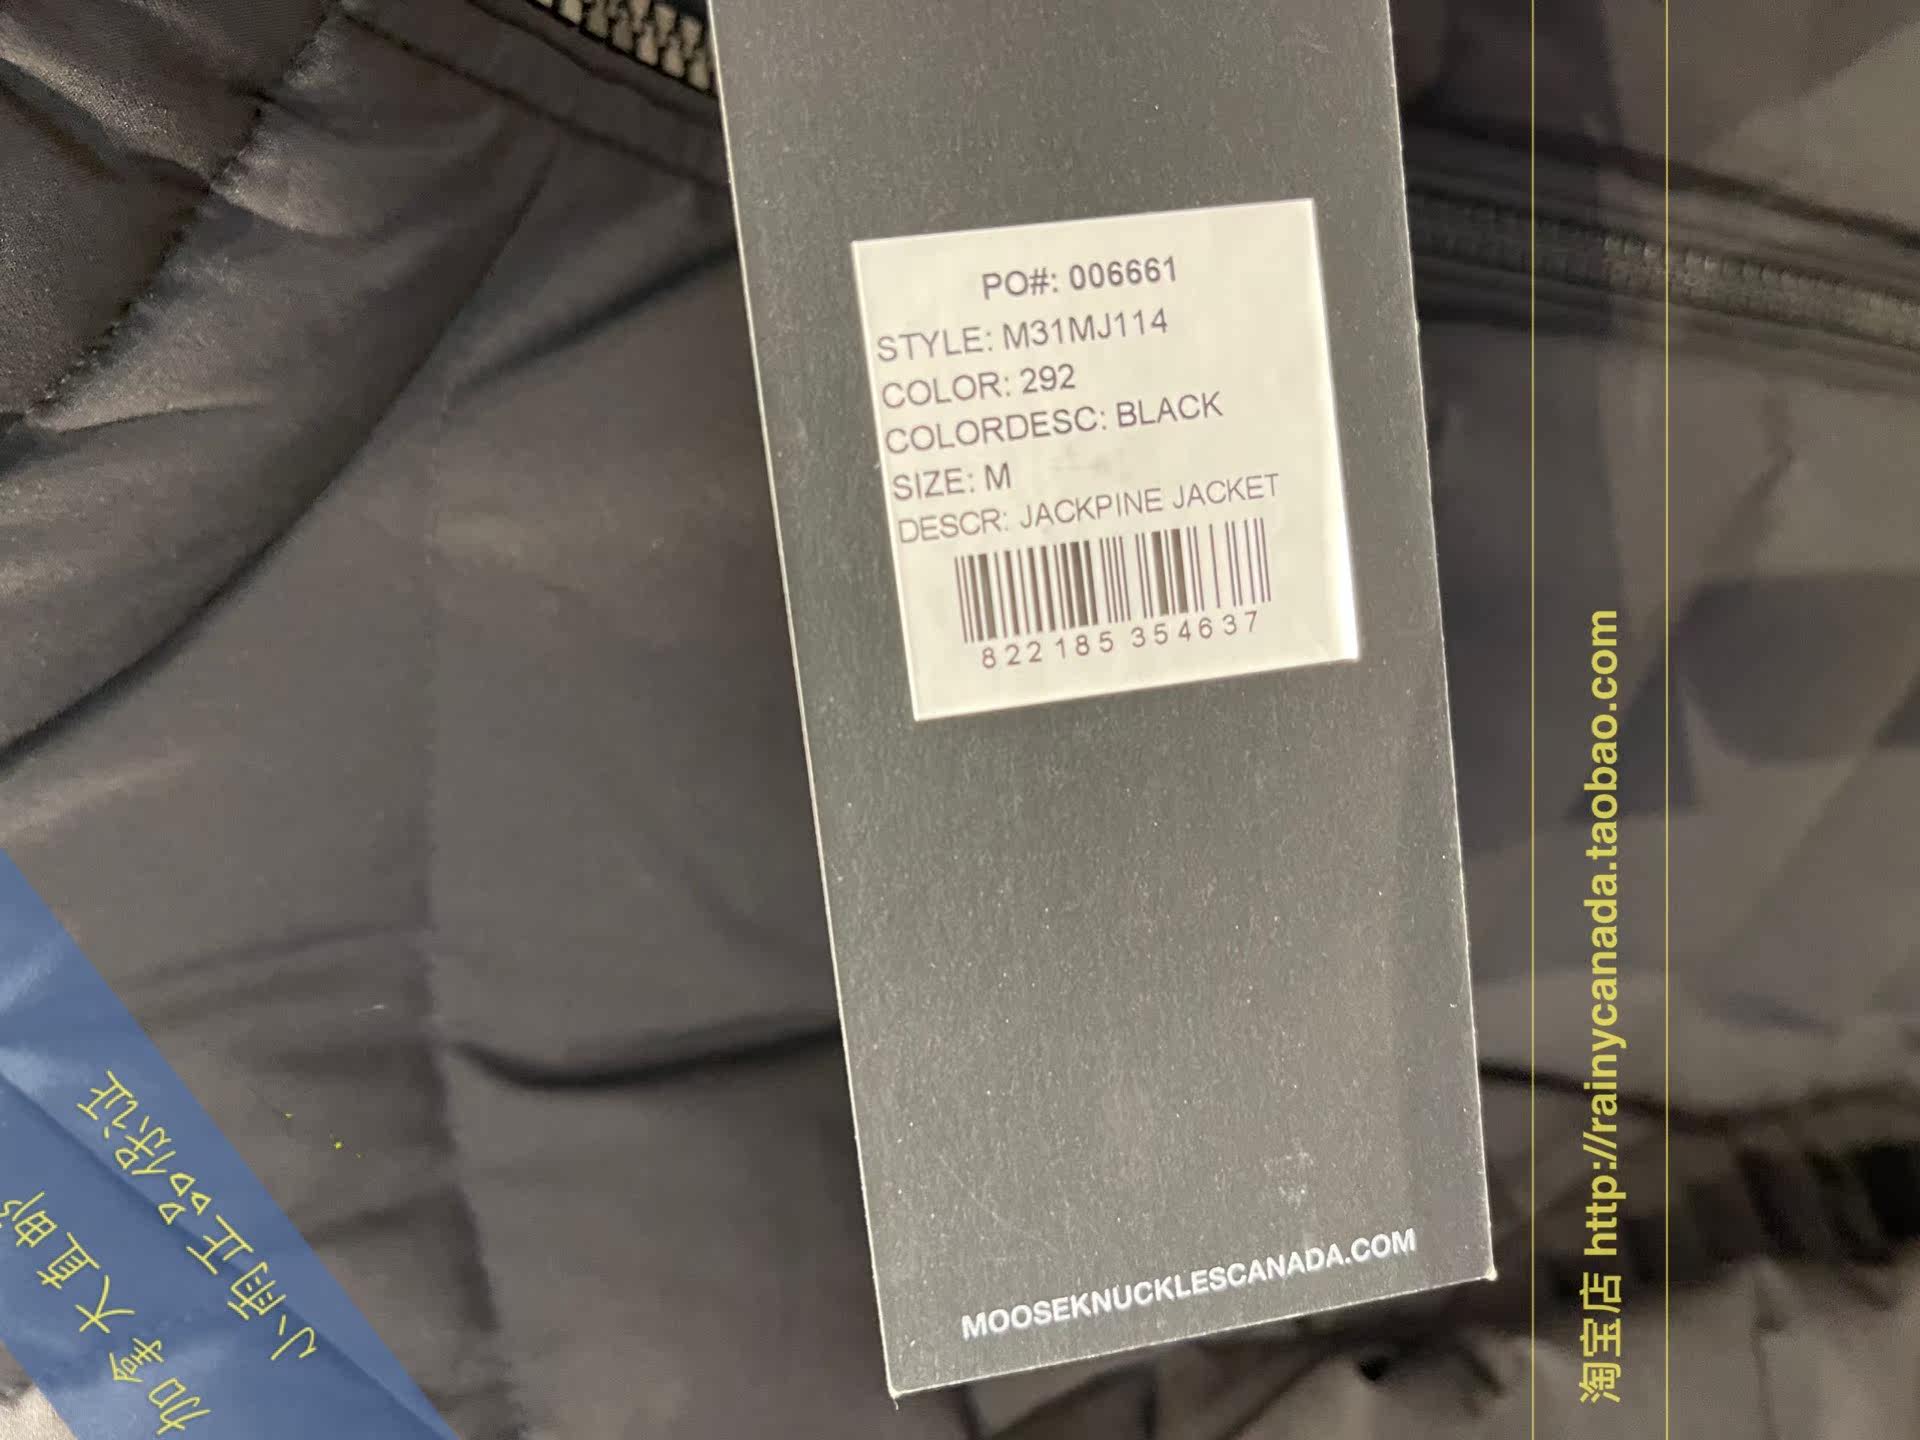 PO#: 006661
STYLE: M31MJ114
COLOR: 292
COLORDESC: BLACK
SIZE: M
DESCR: JACKPINE JACKET
822185 354637
MOOSEKNUCKLESCANADA.COM
淘宝店 http://rainycanada.taobao.com
小雨正品保证
加拿大直邮